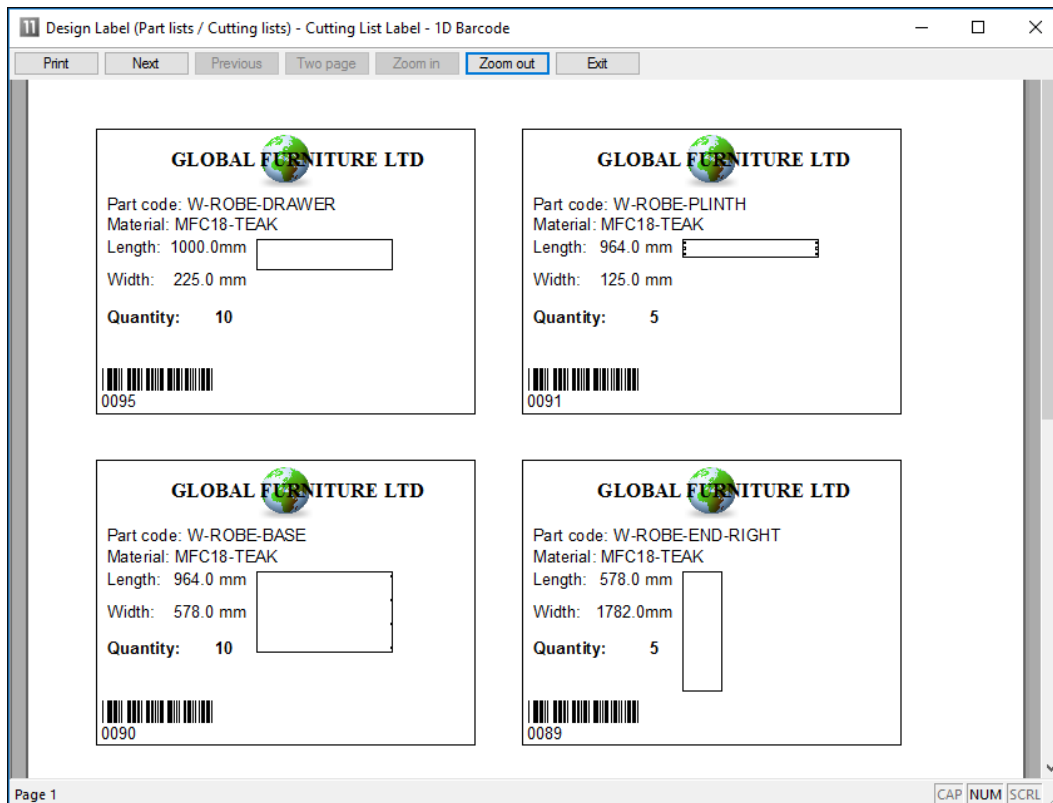 11 Design Label (Part lists / Cutting lists) - Cutting List Label - 1D Barcode
Print Next Previous Two page Zoom in Zoom out Exit
GLOBAL FURNITURE LTD
Part code: W-ROBE-DRAWER
Material: MFC18-TEAK
Length: 1000.0mm
Width: 225.0 mm
Quantity: 10
0095
GLOBAL FURNITURE LTD
Part code: W-ROBE-PLINTH
Material: MFC18-TEAK
Length: 964.0 mm
Width: 125.0 mm
Quantity: 5
0091
GLOBAL FURNITURE LTD
Part code: W-ROBE-BASE
Material: MFC18-TEAK
Length: 964.0 mm
Width: 578.0 mm
Quantity: 10
0090
GLOBAL FURNITURE LTD
Part code: W-ROBE-END-RIGHT
Material: MFC18-TEAK
Length: 578.0 mm
Width: 1782.0mm
Quantity: 5
0089
Page 1 CAP NUM SCRL